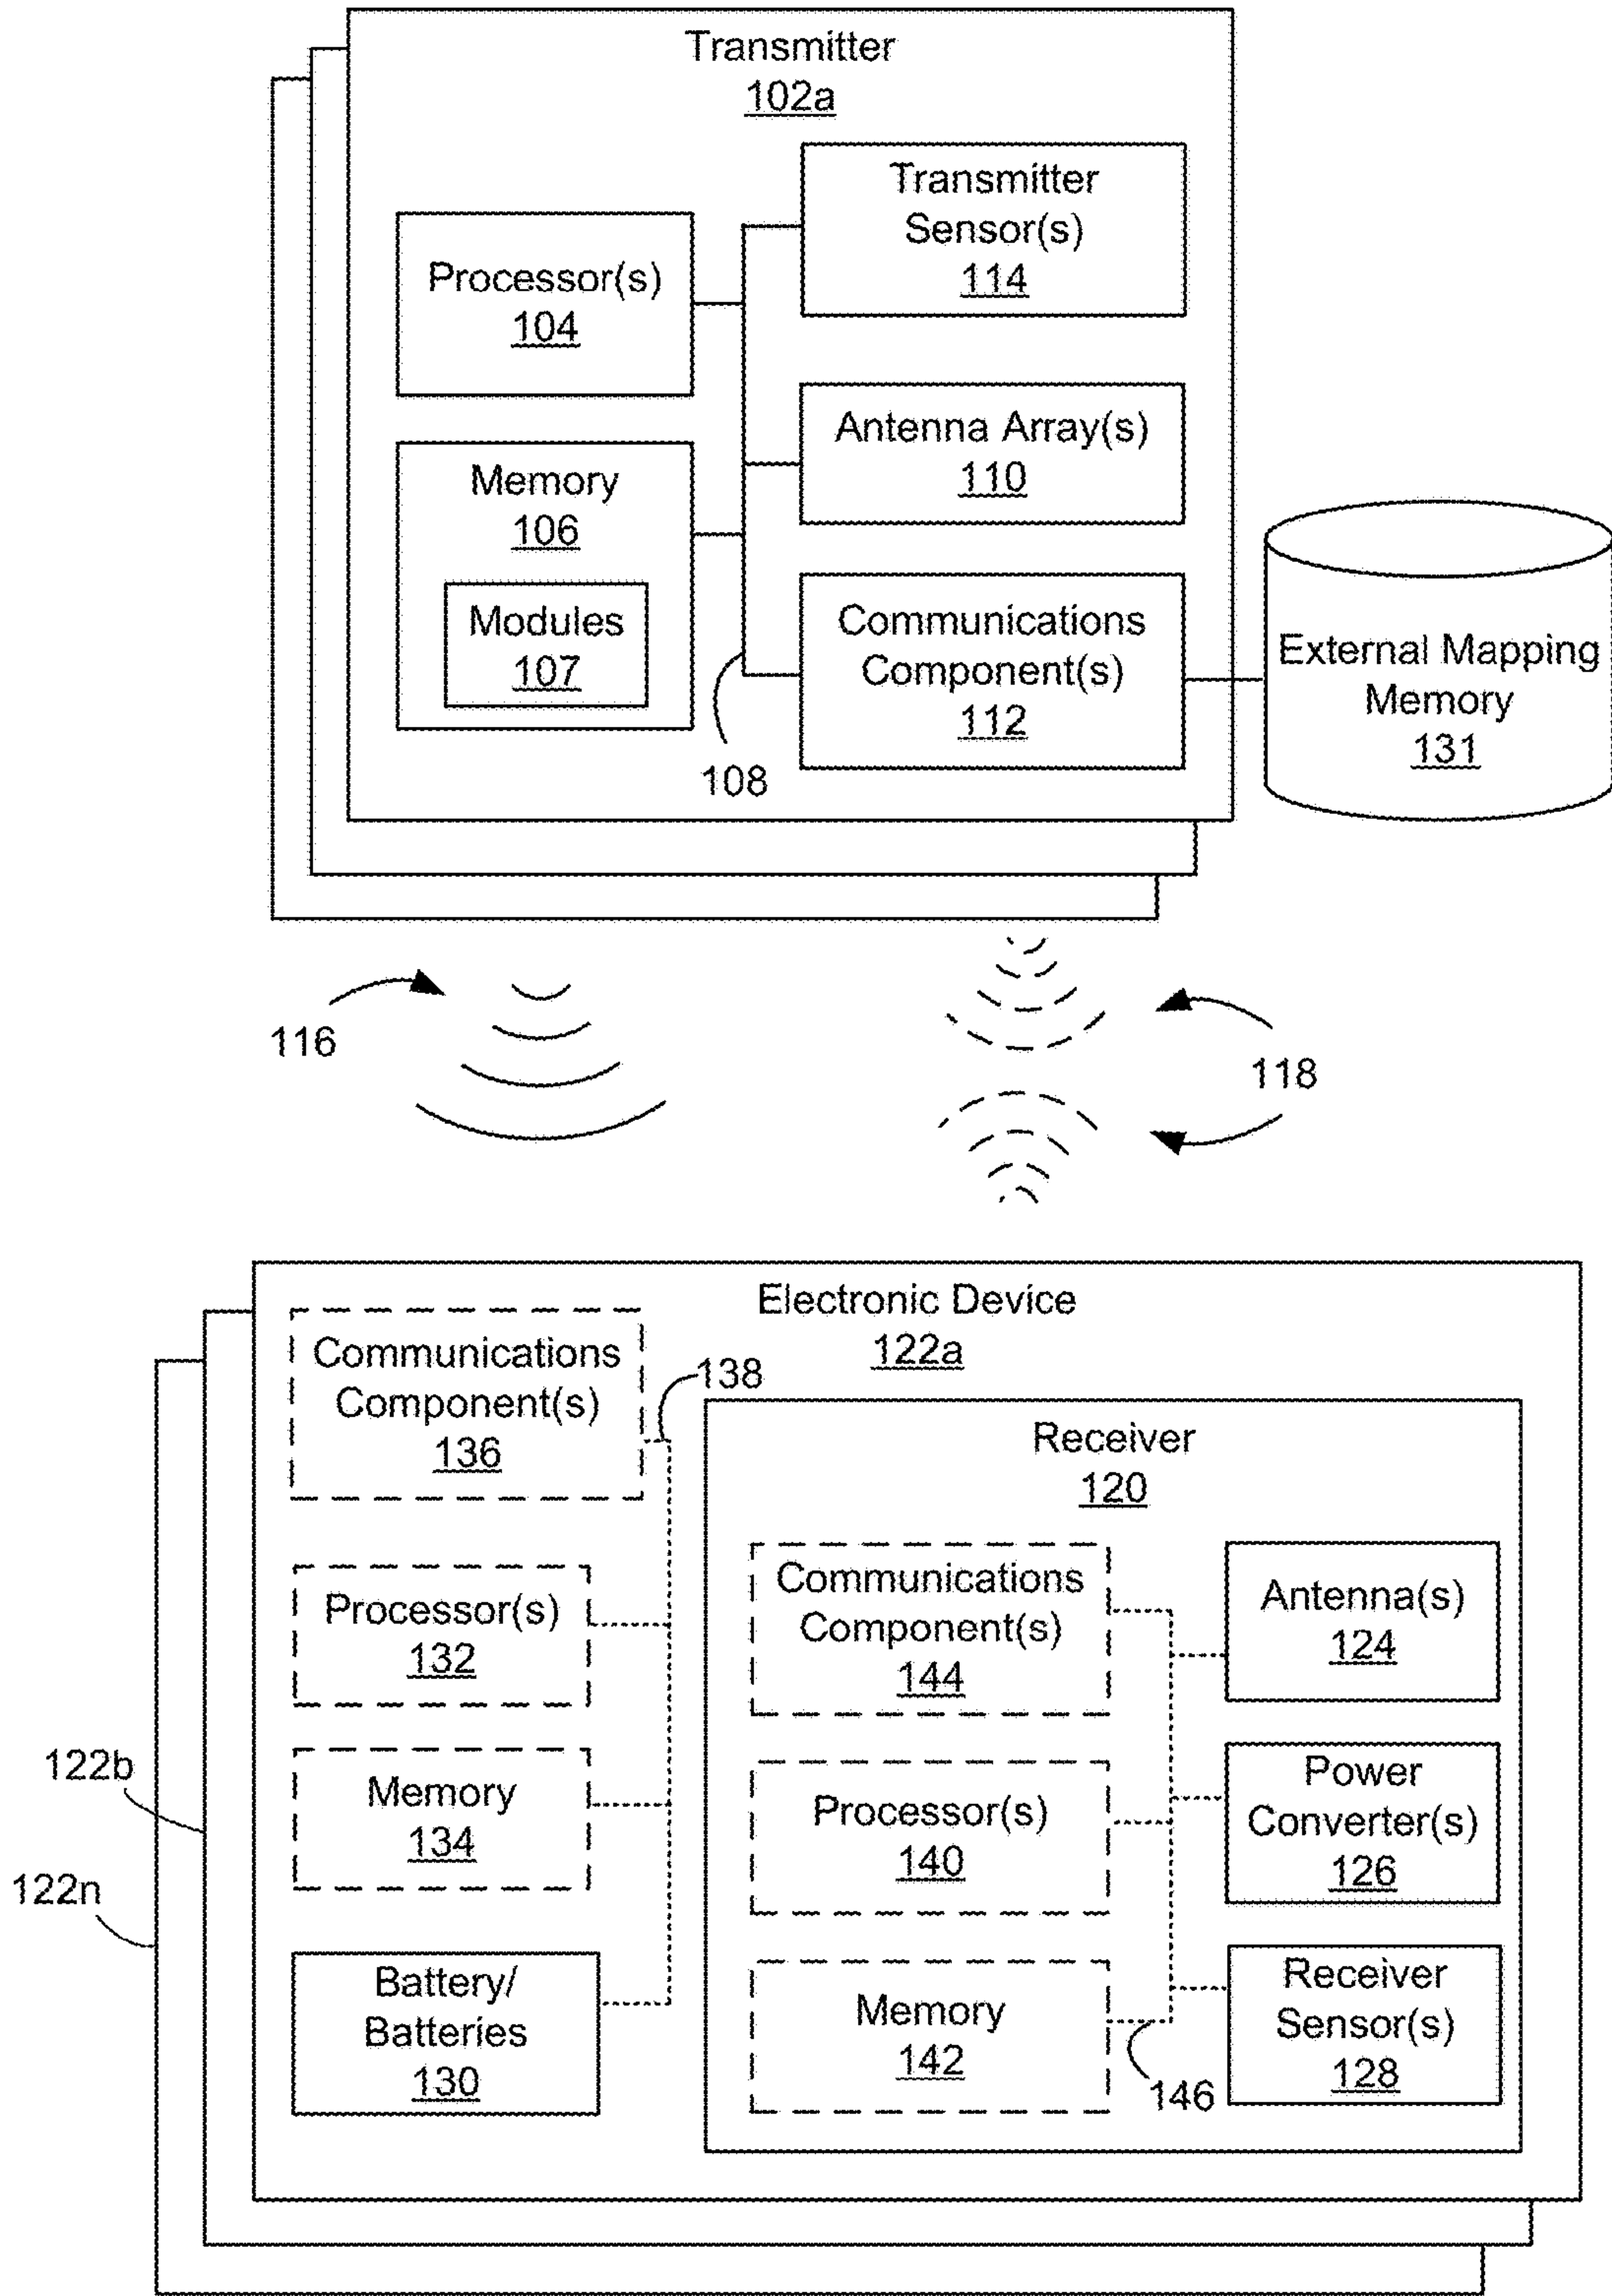 Transmitter
102a
Transmitter
Sensor(s)
114
Processor(s)
104
Antenna Array(s)
110
Memory
106
Modules
107
Communications
Component(s)
112
108
External Mapping
Memory
131
116
118
Electronic Device
122a
Communications
Component(s)
136
138
Receiver
120
Processor(s)
132
Communications
Component(s)
144
Antenna(s)
124
122b
Memory
134
Processor(s)
140
Power
Converter(s)
126
122n
Battery/
Batteries
130
Memory
142
146
Receiver
Sensor(s)
128